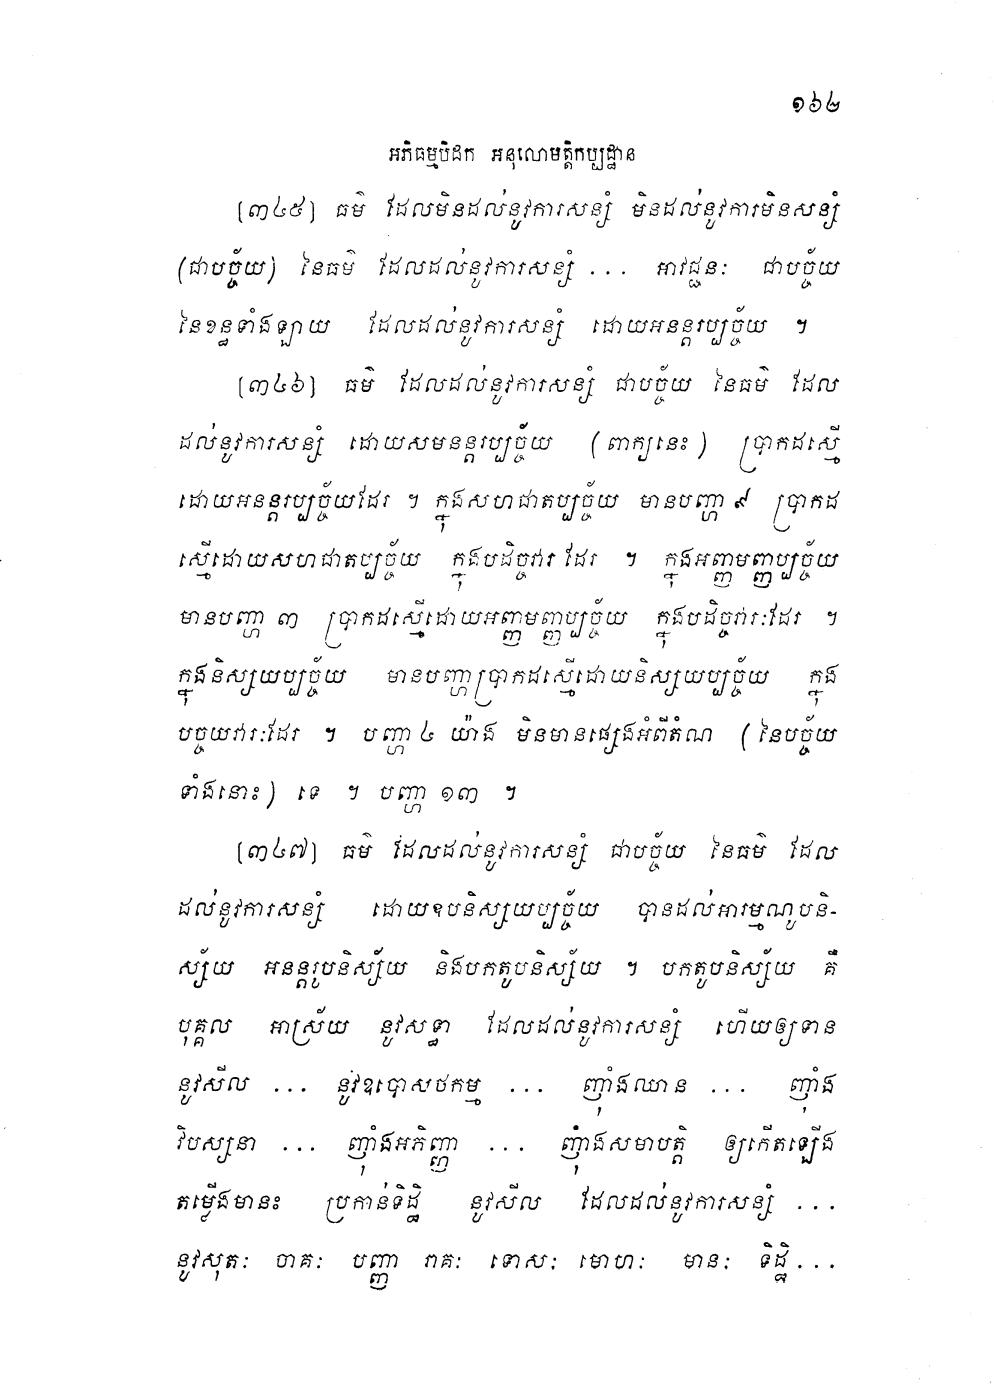 ១៦២
អភិធម្មបិដក អនុលោមត្តិកប្បដ្ឋាន
[៣៤៥] ធម៌ ដែលមិនដល់នូវការសន្សំ មិនដល់នូវការមិនសន្សំ
(ជាបច្ច័យ) នៃធម៌ ដែលដល់នូវការសន្សំ ... អាវជ្ជនៈ ជាបច្ច័យ
នៃខន្ធទាំងឡាយ ដែលដល់នូវការសន្សំ ដោយអនន្តរប្បច្ច័យ ។
[៣៤៦] ធម៌ ដែលដល់នូវការសន្សំ ជាបច្ច័យ នៃធម៌ ដែល
ដល់នូវការសន្សំ ដោយសមនន្តរប្បច្ច័យ (ពាក្យនេះ) ប្រាកដស្មើ
ដោយអនន្តរប្បច្ច័យដែរ ។ ក្នុងសហជាតប្បច្ច័យ មានបញ្ហា ៩ ប្រាកដ
ស្មើដោយសហជាតប្បច្ច័យ ក្នុងបដិច្ចវារ ដែរ ។ ក្នុងអញ្ញមញ្ញប្បច្ច័យ
មានបញ្ហា ៣ ប្រាកដស្មើដោយអញ្ញមញ្ញប្បច្ច័យ ក្នុងបដិច្ចវារៈដែរ ។
ក្នុងនិស្សយប្បច្ច័យ មានបញ្ហាប្រាកដស្មើដោយនិស្សយប្បច្ច័យ ក្នុង
បច្ចយវារៈដែរ ។ បញ្ហា ៤ យ៉ាង មិនមានផ្សេងអំពីតំណ (នៃបច្ច័យ
ទាំងនោះ) ទេ ។ បញ្ហា ១៣ ។
[៣៤៧] ធម៌ ដែលដល់នូវការសន្សំ ជាបច្ច័យ នៃធម៌ ដែល
ដល់នូវការសន្សំ ដោយឧបនិស្សយប្បច្ច័យ បានដល់អារម្មណូបនិ-
ស្ស័យ អនន្តរូបនិស្ស័យ និងបកតូបនិស្ស័យ ។ បកតូបនិស្ស័យ គឺ
បុគ្គល អាស្រ័យ នូវសទ្ធា ដែលដល់នូវការសន្សំ ហើយឲ្យទាន
នូវសីល ... នូវឧបោសថកម្ម ... ញ៉ាំងឈាន ... ញ៉ាំង
វិបស្សនា ... ញ៉ាំងអភិញ្ញា ... ញ៉ាំងសមាបត្តិ ឲ្យកើតឡើង
តម្លើងមានះ ប្រកាន់ទិដ្ឋិ នូវសីល ដែលដល់នូវការសន្សំ ...
នូវសុតៈ ចាគៈ បញ្ញា រាគៈ ទោសៈ មោហៈ មានៈ ទិដ្ឋិ ...